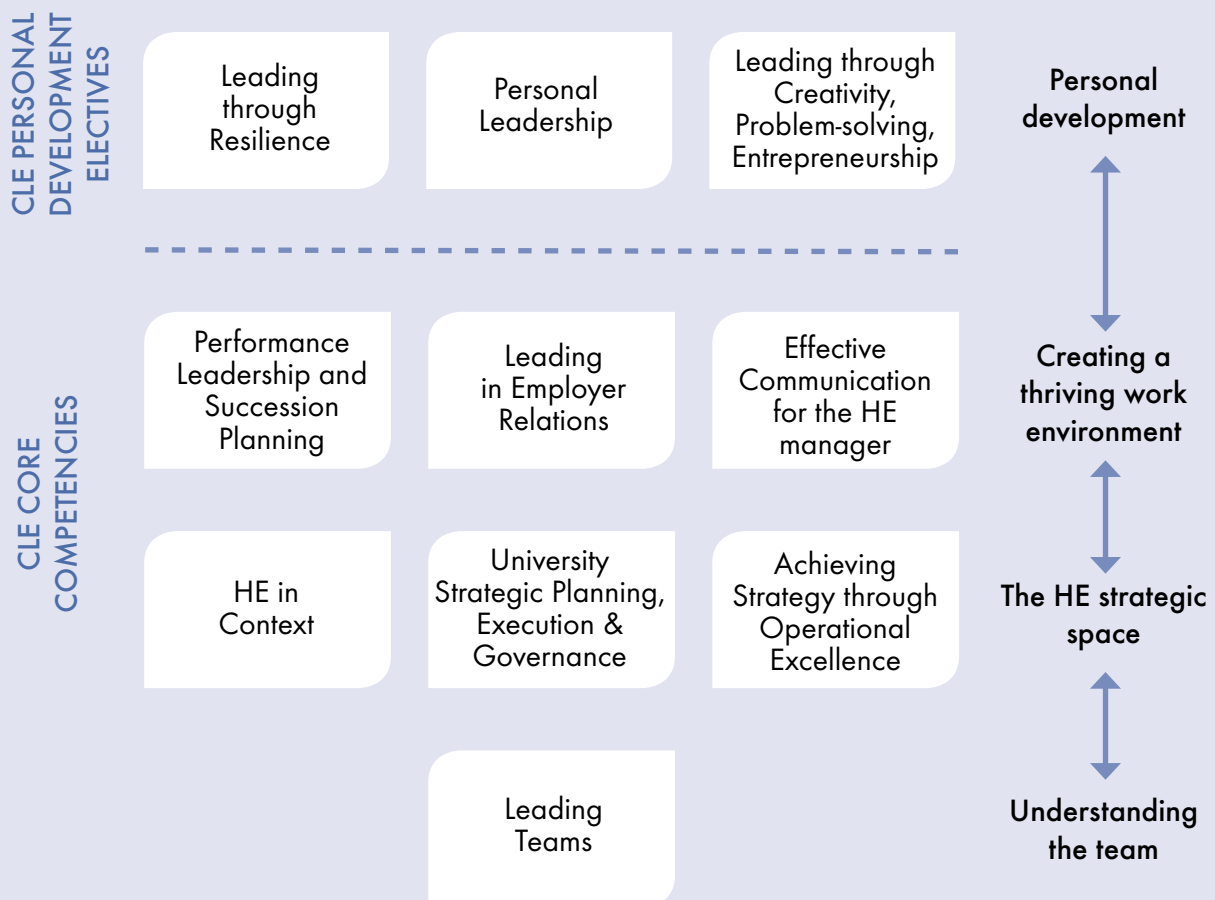 CLE PERSONAL
DEVELOPMENT
ELECTIVES
Leading
through
Resilience
Personal
Leadership
Leading through
Creativity,
Problem-solving,
Entrepreneurship
Personal
development
CLE CORE
COMPETENCIES
Performance
Leadership and
Succession
Planning
Leading
in Employer
Relations
Effective
Communication
for the HE
manager
Creating a
thriving work
environment
HE in
Context
University
Strategic Planning,
Execution &
Governance
Achieving
Strategy through
Operational
Excellence
The HE strategic
space
Leading
Teams
Understanding
the team